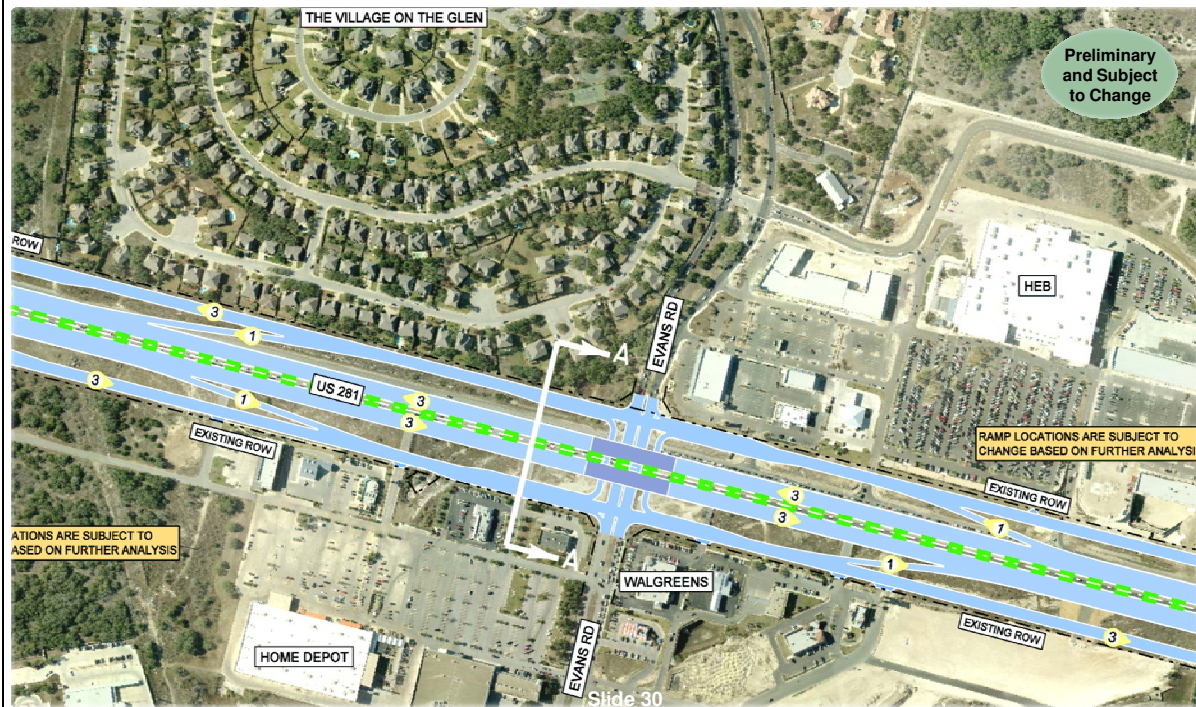 THE VILLAGE ON THE GLEN
Preliminary
and Subject
to Change
ROW
HEB
EVANS RD
A
3
1
US 281
3
3
3
1
EXISTING ROW
RAMP LOCATIONS ARE SUBJECT TO
CHANGE BASED ON FURTHER ANALYSI
EXISTING ROW
3
3
1
ATIONS ARE SUBJECT TO
ASED ON FURTHER ANALYSIS
A
1
WALGREENS
EXISTING ROW
3
HOME DEPOT
EVANS RD
Slide 30